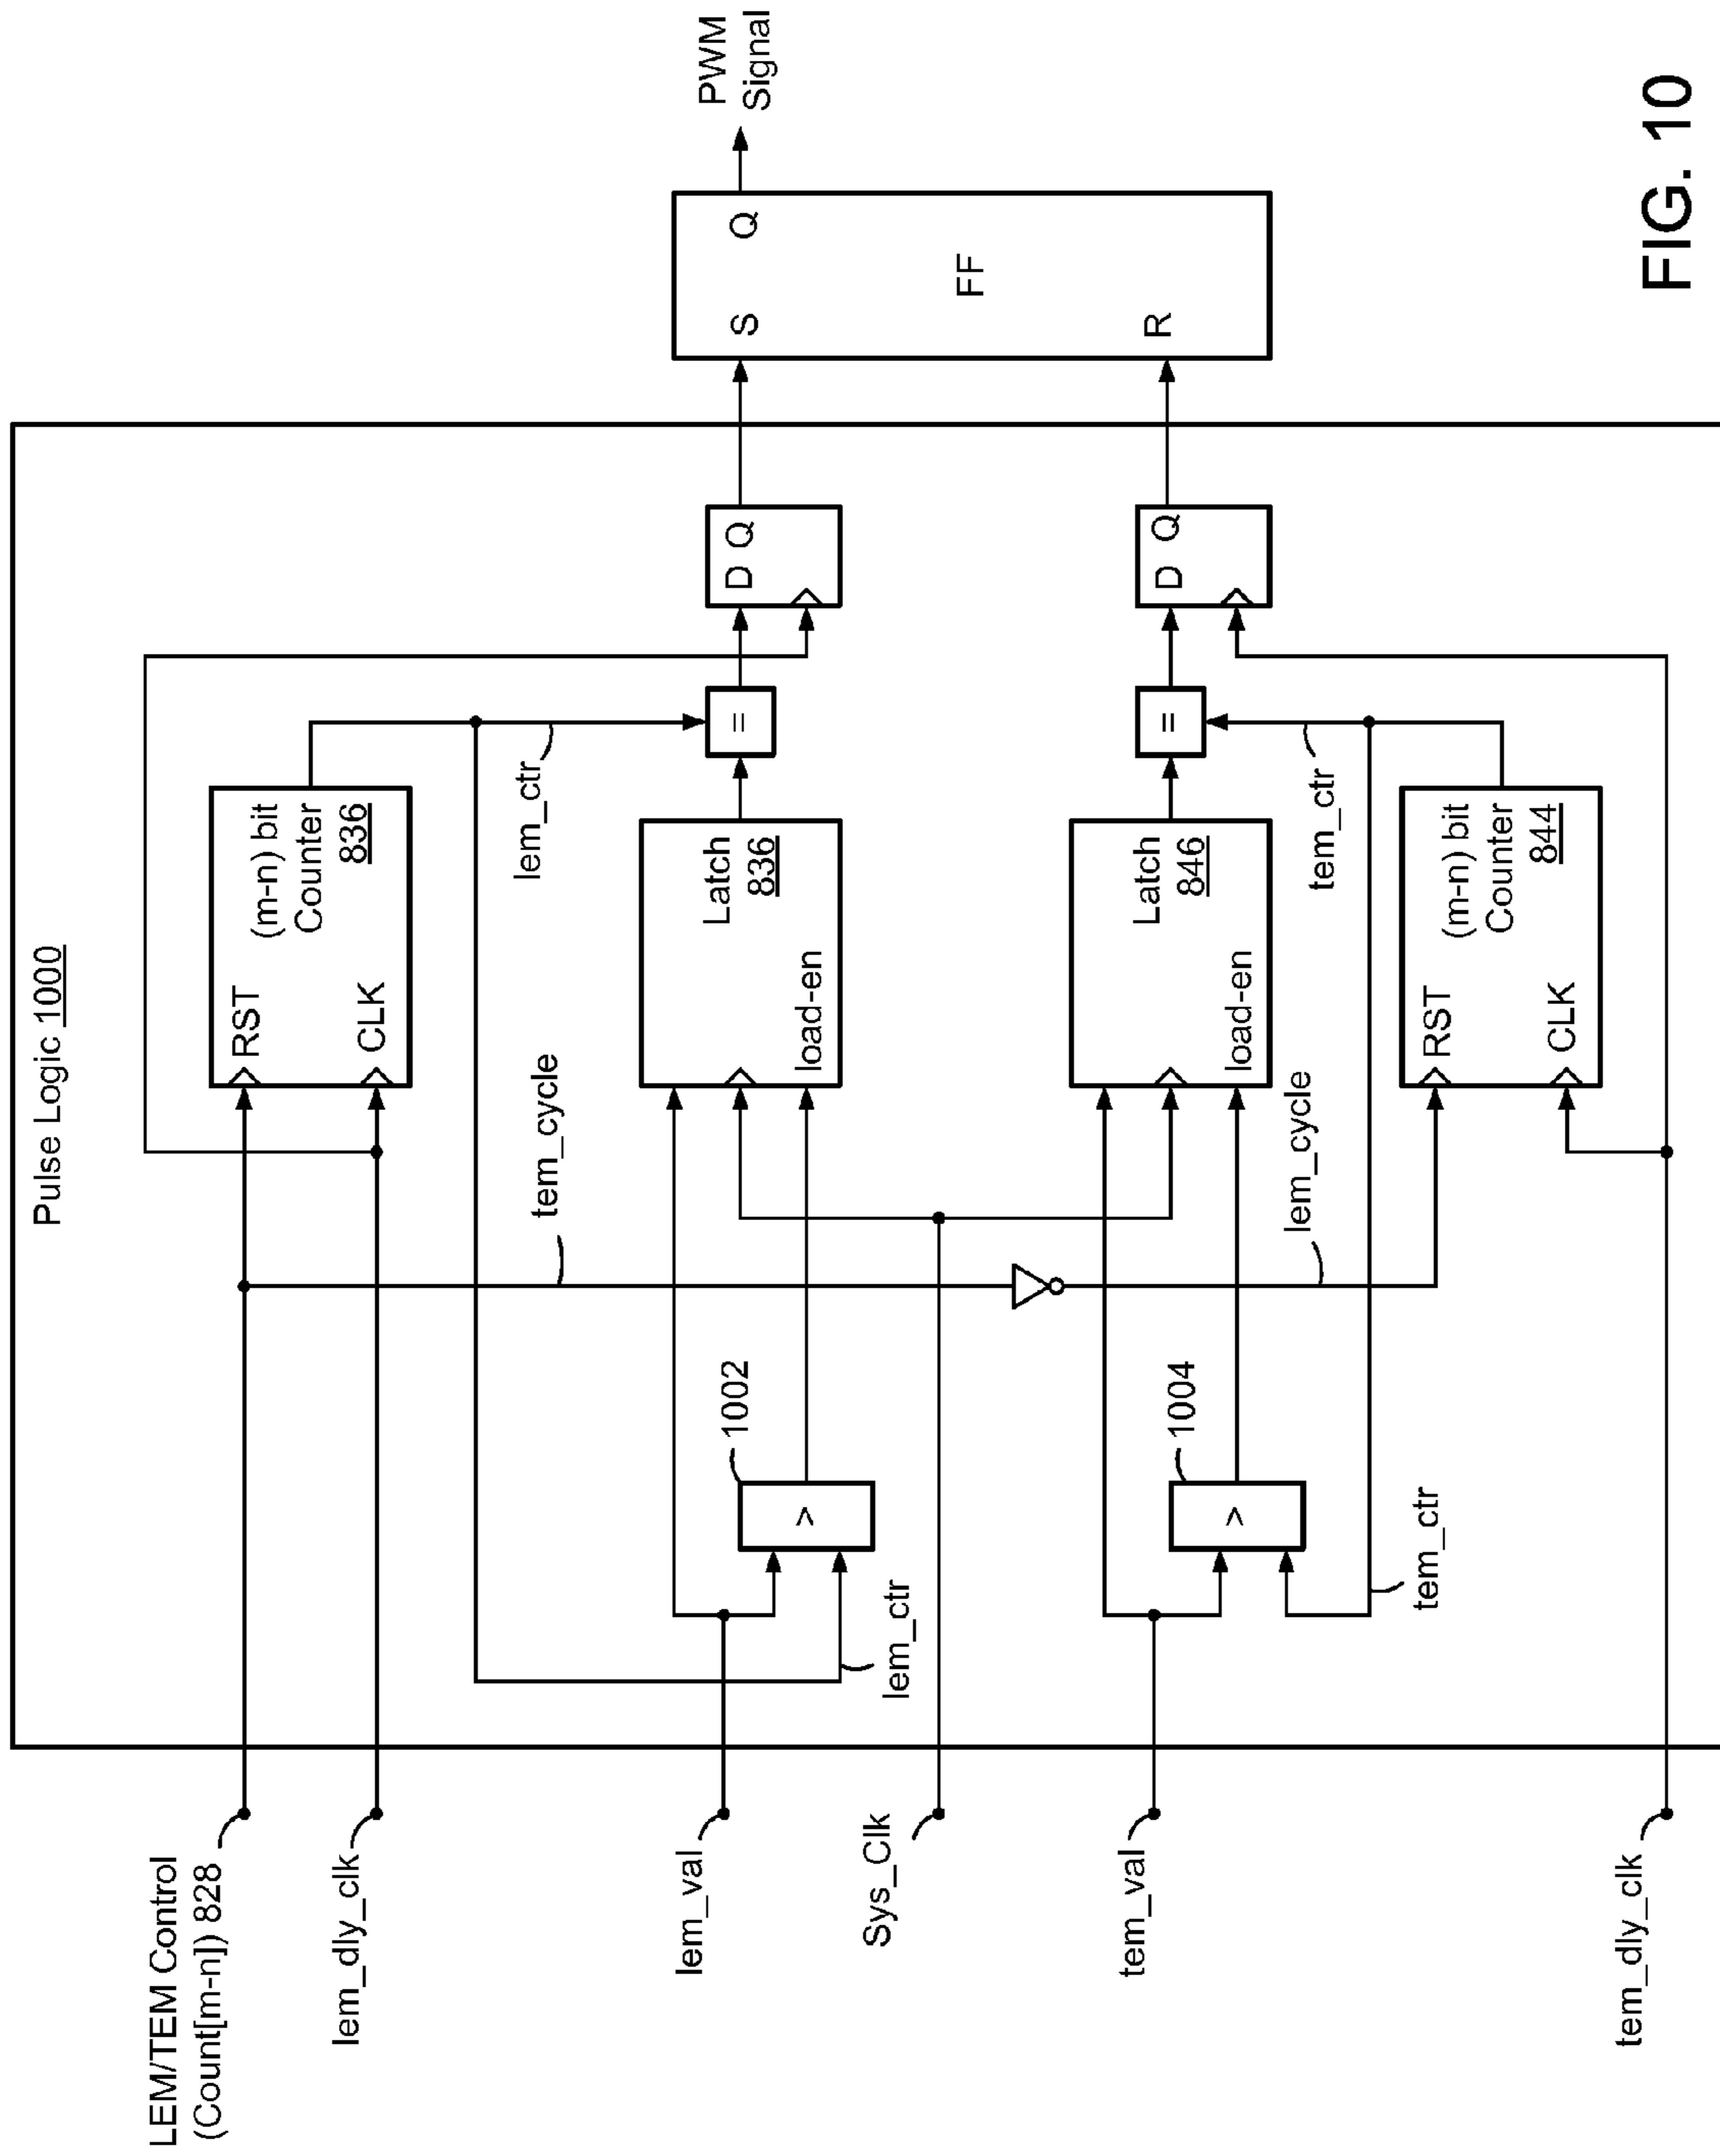 Pulse Logic 1000
LEM/TEM Control
(Count[m-n]) 828
lem_dly_clk
RST
CLK
(m-n) bit
Counter
836
lem_ctr
tem_cycle
lem_val
1002
>
lem_ctr
Latch
836
load-en
=
D Q
S
Q
FF
R
PWM
Signal
Sys_Clk
tem_val
1004
>
tem_ctr
lem_cycle
Latch
846
load-en
=
D Q
tem_ctr
RST
CLK
(m-n) bit
Counter
844
tem_dly_clk
FIG. 10